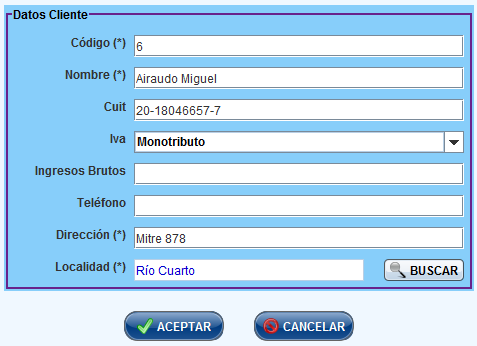 Datos Cliente
Código (*) 6
Nombre (*) Airaudo Miguel
Cuit 20-18046657-7
Iva Monotributo
Ingresos Brutos
Teléfono
Dirección (*) Mitre 878
Localidad (*) Río Cuarto BUSCAR
ACEPTAR CANCELAR